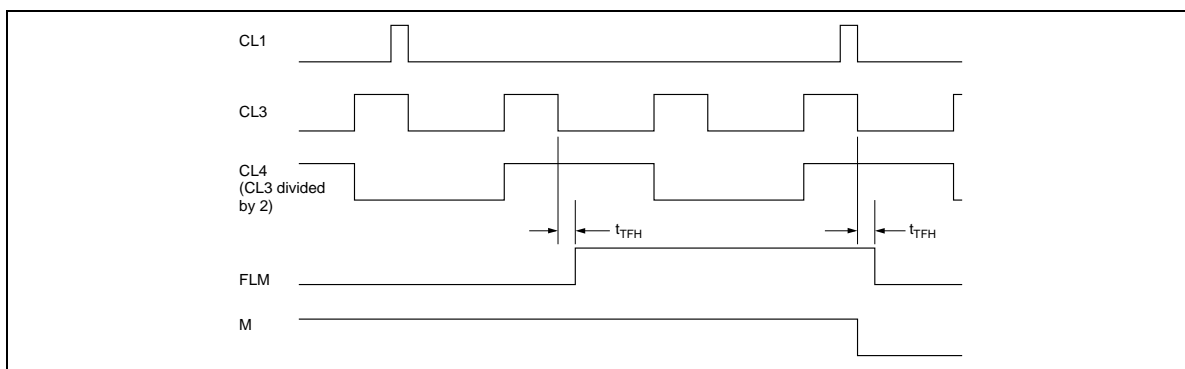 CL1
CL3
CL4
(CL3 divided
by 2)
tTFH
tTFH
FLM
M